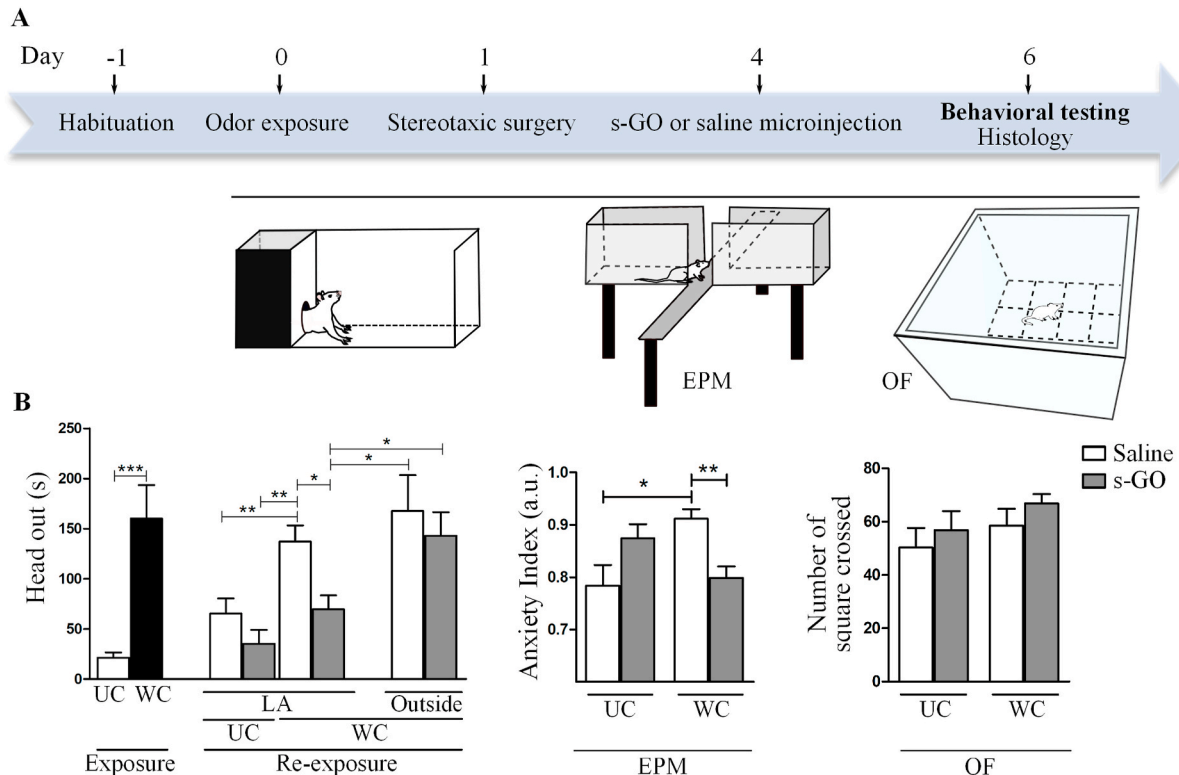 A
Day -1 0 1 4 6
Habituation Odor exposure Stereotaxic surgery s-GO or saline microinjection Behavioral testing
Histology
EPM
OF
B
Head out (s)
250
200
150
100
50
0
*** ** ** * * *
UC WC
LA Outside
UC WC
Exposure Re-exposure
Anxiety Index (a.u.)
1.0
0.9
0.8
0.7
* **
UC WC
EPM
Number of
square crossed
80
60
40
20
0
Saline
s-GO
UC WC
OF